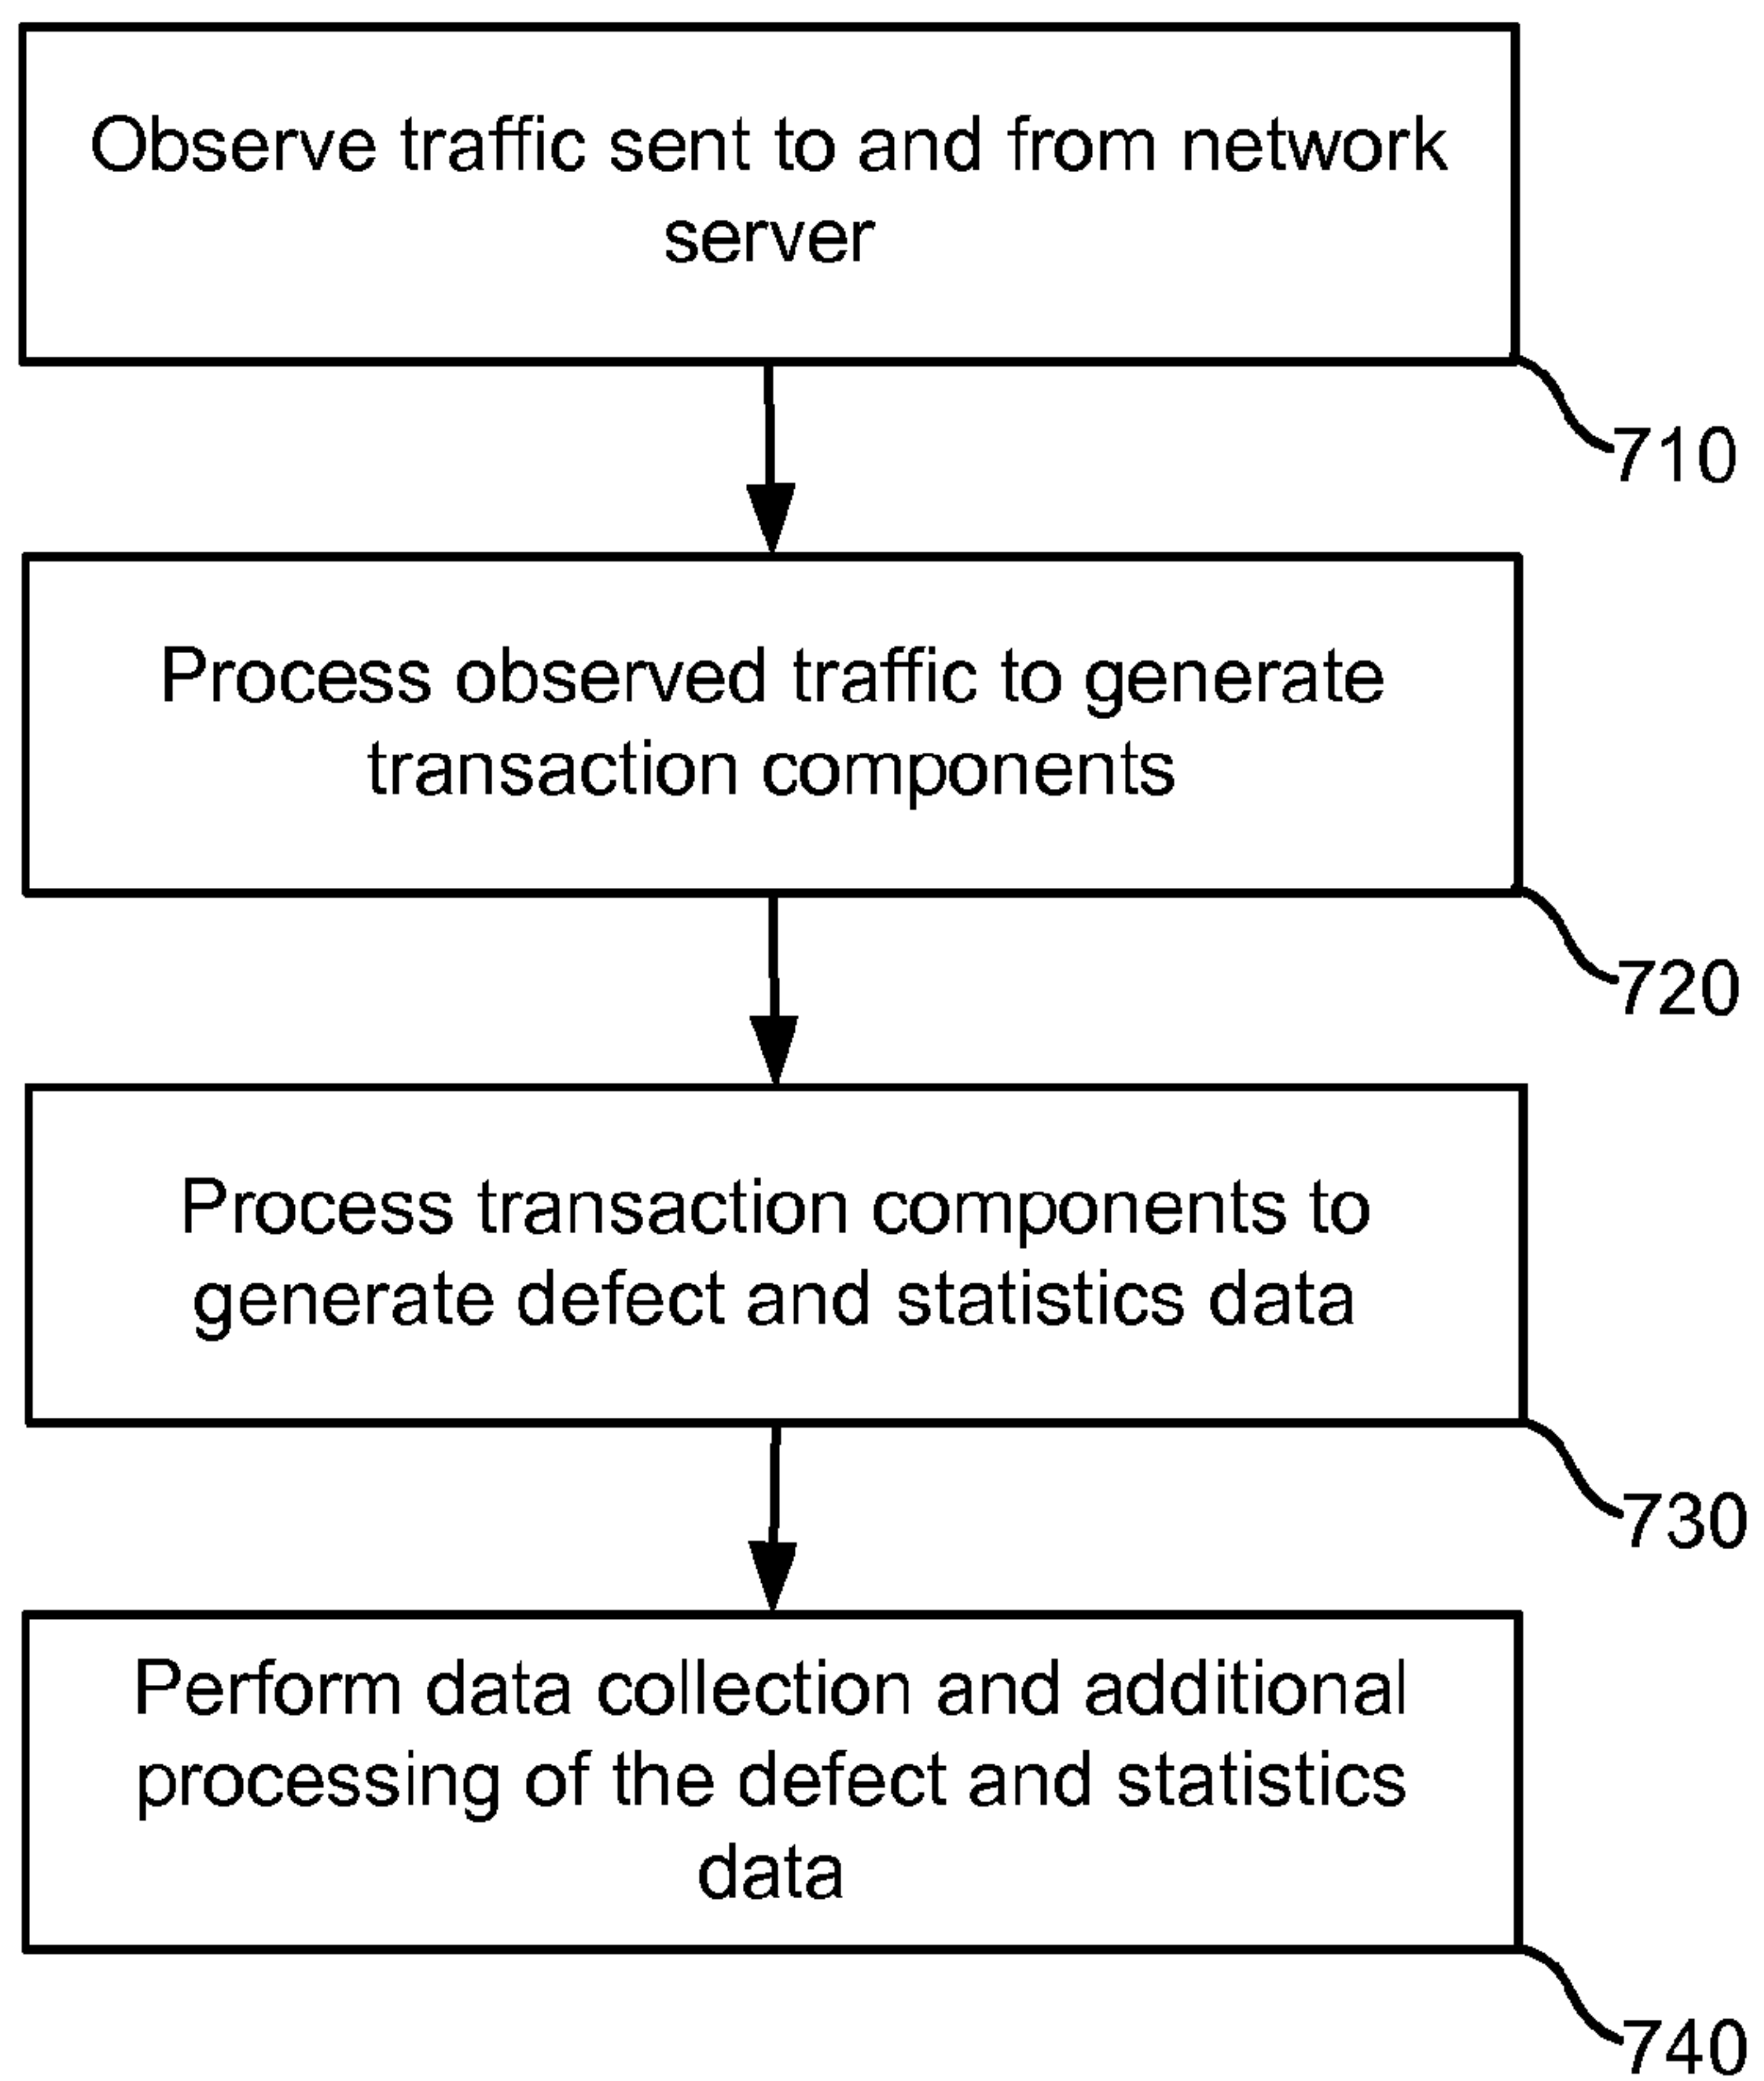 Observe traffic sent to and from network
server
710
Process observed traffic to generate
transaction components
720
Process transaction components to
generate defect and statistics data
730
Perform data collection and additional
processing of the defect and statistics
data
740